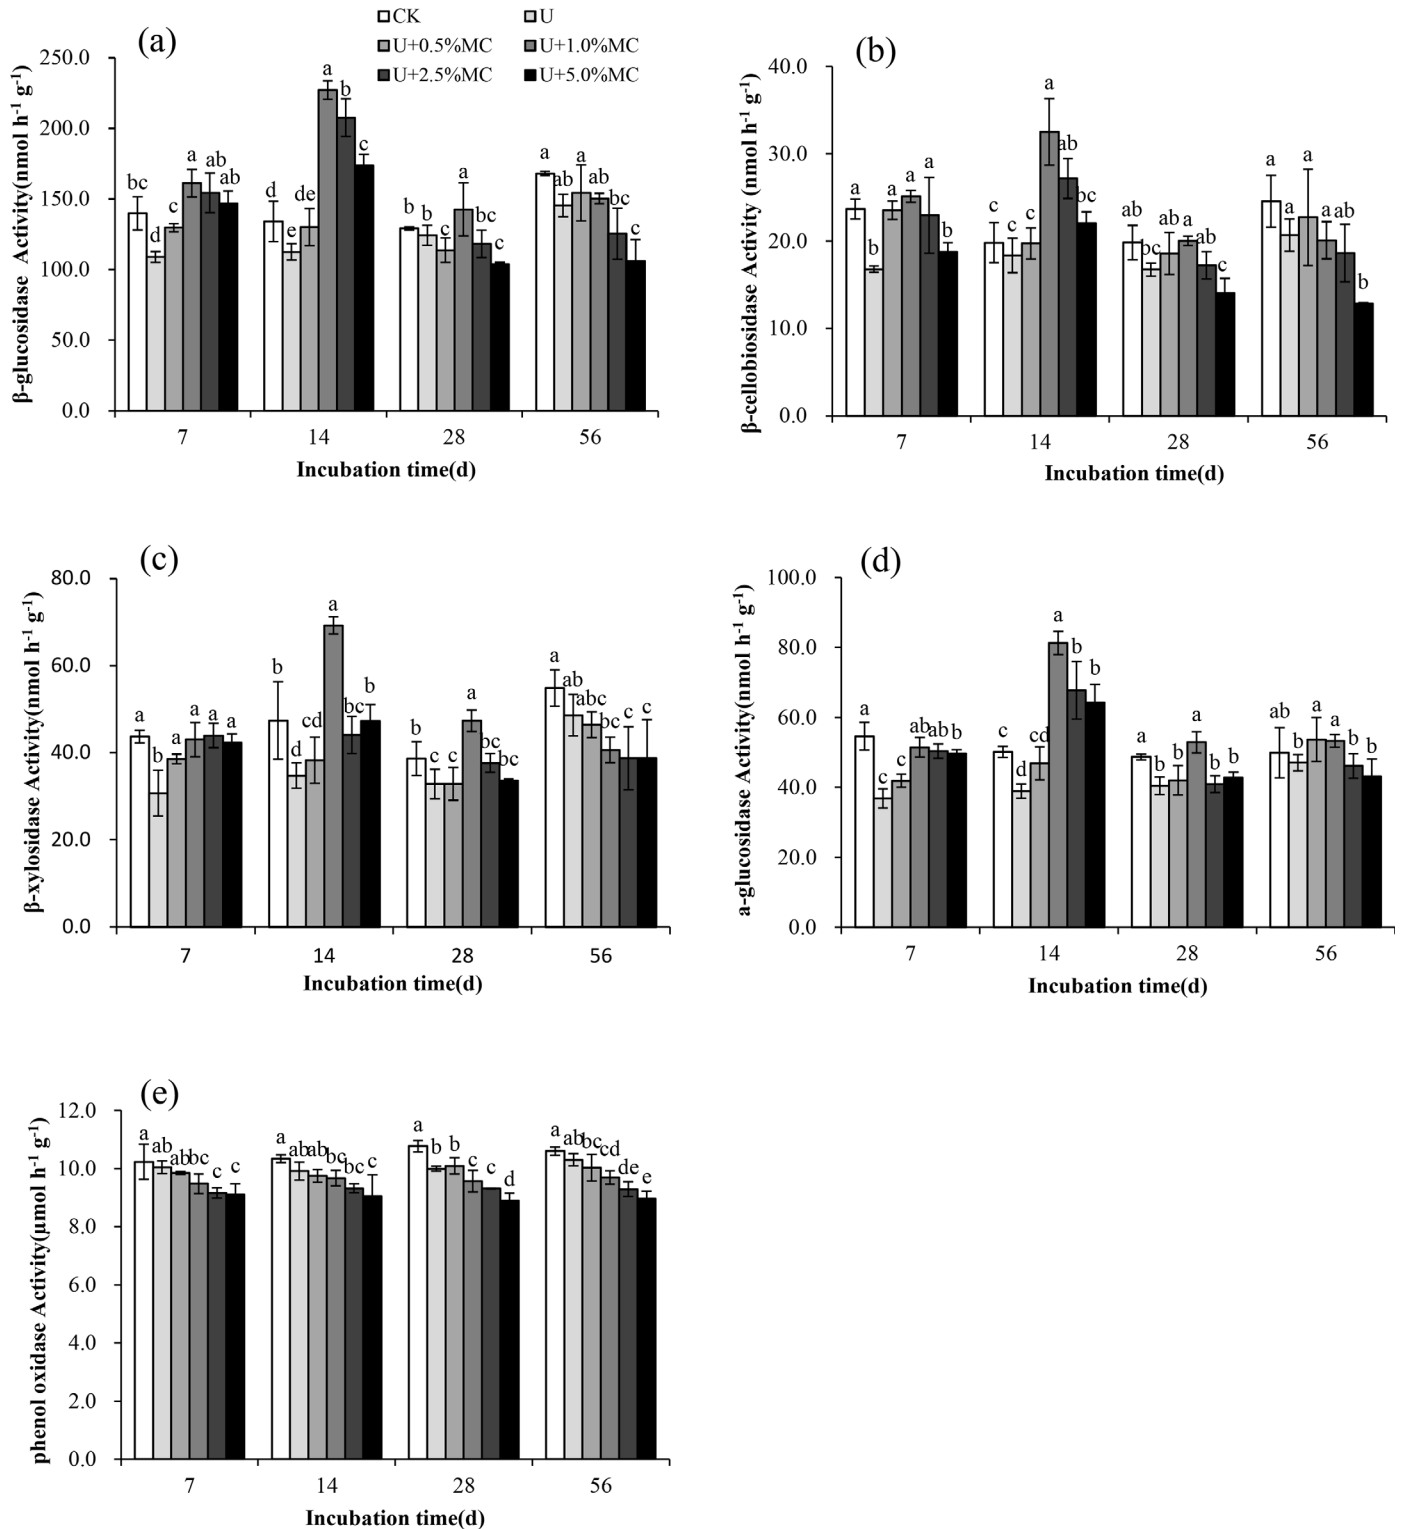 CK U
U+0.5%MC U+1.0%MC
U+2.5%MC U+5.0%MC
(a)
β-glucosidase Activity(nmol h-1 g-1)
250.0
200.0
150.0
100.0
50.0
0.0
bc d c a ab ab
d e de a b c
b b c a bc c
a ab a ab bc c
7 14 28 56
Incubation time(d)
(b)
β-cellobiosidase Activity (nmol h-1 g-1)
40.0
30.0
20.0
10.0
0.0
a b a a a b
c c c a ab bc
ab bc ab a ab c
a a a a ab b
7 14 28 56
Incubation time(d)
(c)
β-xylosidase Activity(nmol h-1 g-1)
80.0
60.0
40.0
20.0
0.0
a b a a a a
b d cd a bc b
b c c a bc bc
a ab abc bc c c
7 14 28 56
Incubation time(d)
(d)
a-glucosidase Activity(nmol h-1 g-1)
100.0
80.0
60.0
40.0
20.0
0.0
a c c ab ab b
c d cd a b b
a b b a b b
ab b a a b b
7 14 28 56
Incubation time(d)
(e)
phenol oxidase Activity(μmol h-1 g-1)
12.0
10.0
8.0
6.0
4.0
2.0
0.0
a ab ab bc c c
a ab ab bc bc c
a b b c c d
a ab bc cd de e
7 14 28 56
Incubation time(d)